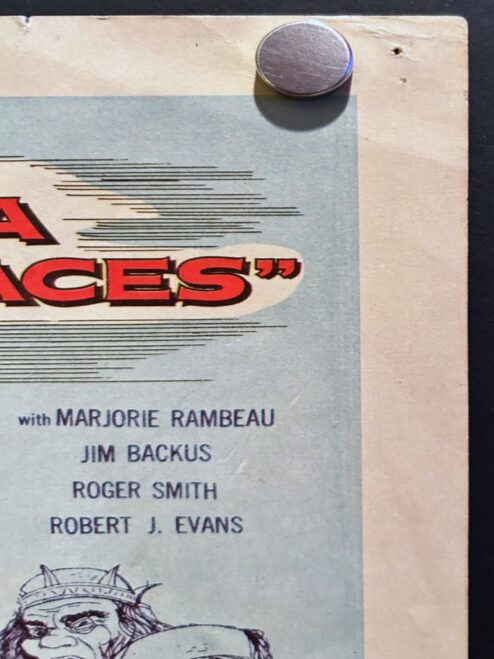 A
ACES”
with MARJORIE RAMBEAU
JIM BACKUS
ROGER SMITH
ROBERT J. EVANS